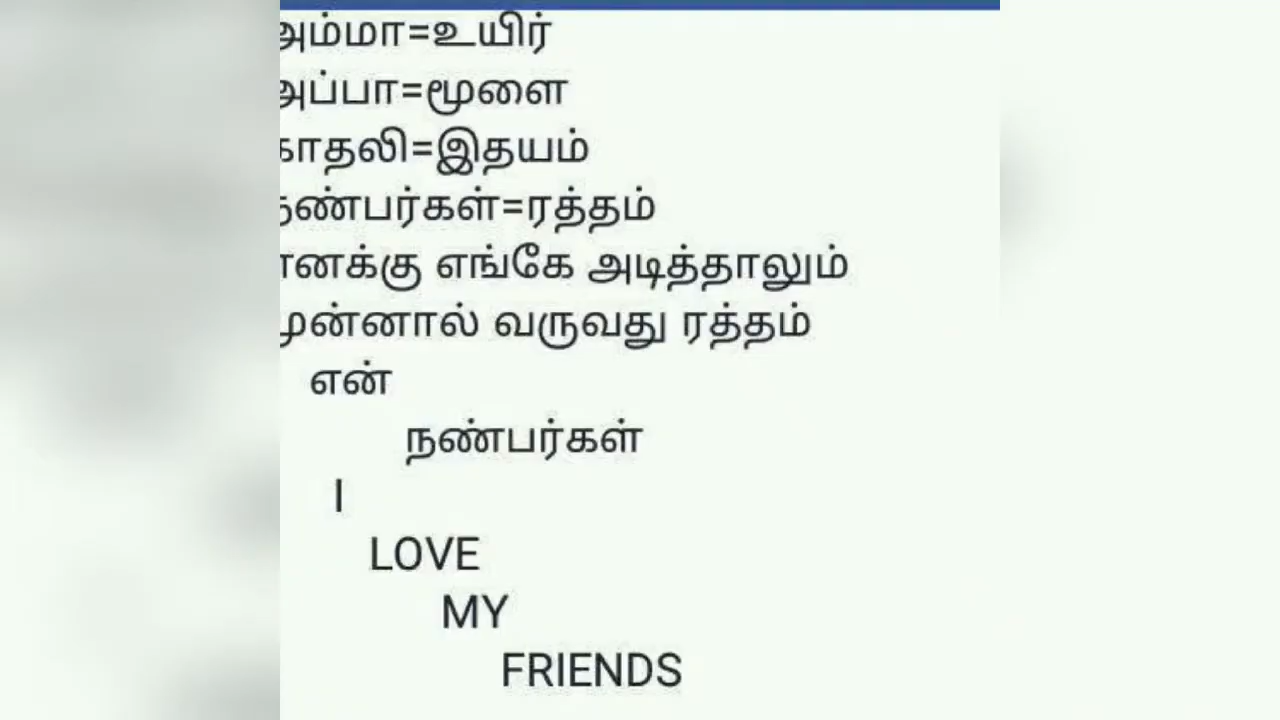 அம்மா=உயிர்
அப்பா=மூளை
காதலி=இதயம்
நண்பர்கள்=ரத்தம்
எனக்கு எங்கே அடித்தாலும்
முன்னால் வருவது ரத்தம்
என்
நண்பர்கள்
I
LOVE
MY
FRIENDS